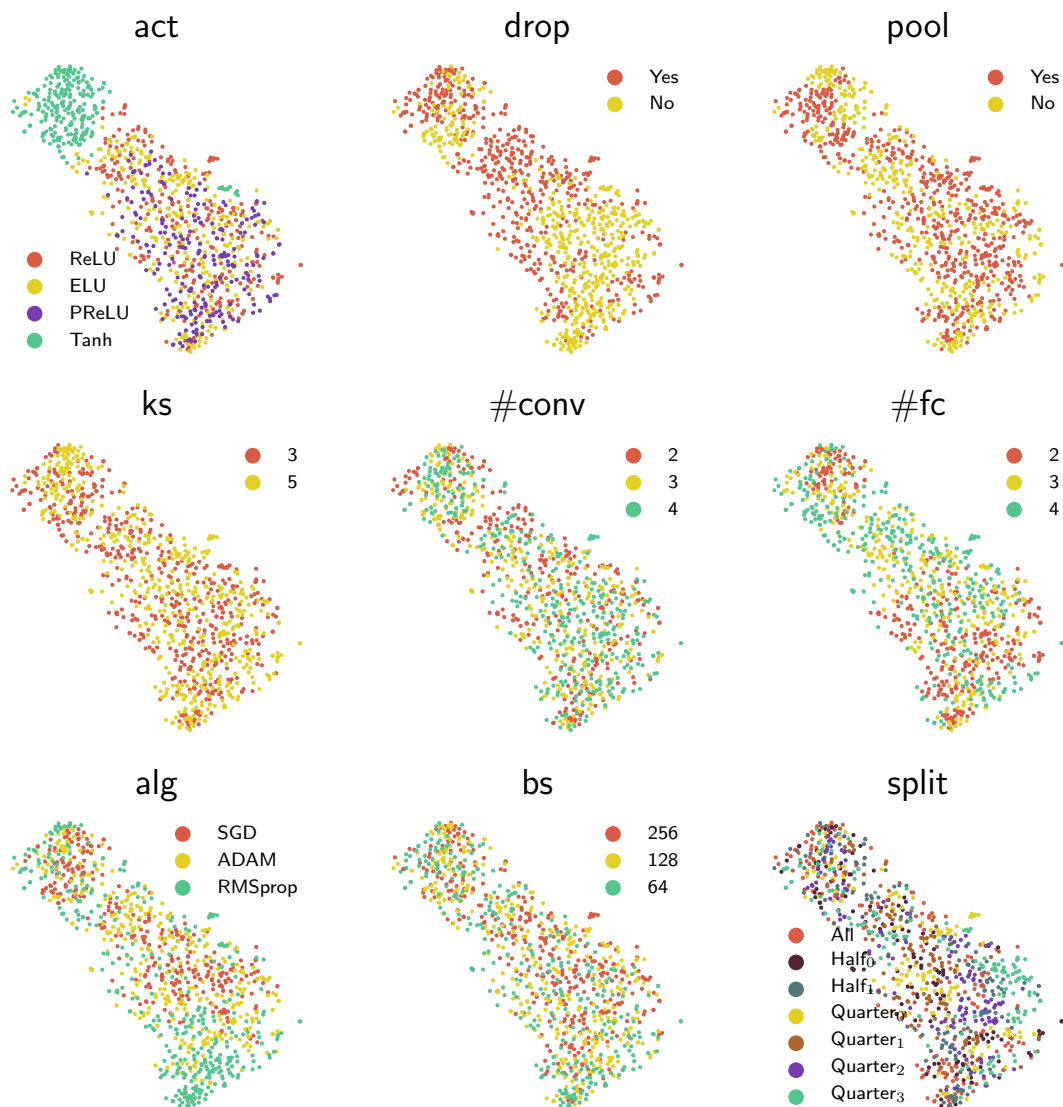 act
ReLU
ELU
PReLU
Tanh
drop
Yes
No
pool
Yes
No
ks
3
5
#conv
2
3
4
#fc
2
3
4
alg
SGD
ADAM
RMSprop
bs
256
128
64
split
All
Half₀
Half₁
Quarter₀
Quarter₁
Quarter₂
Quarter₃